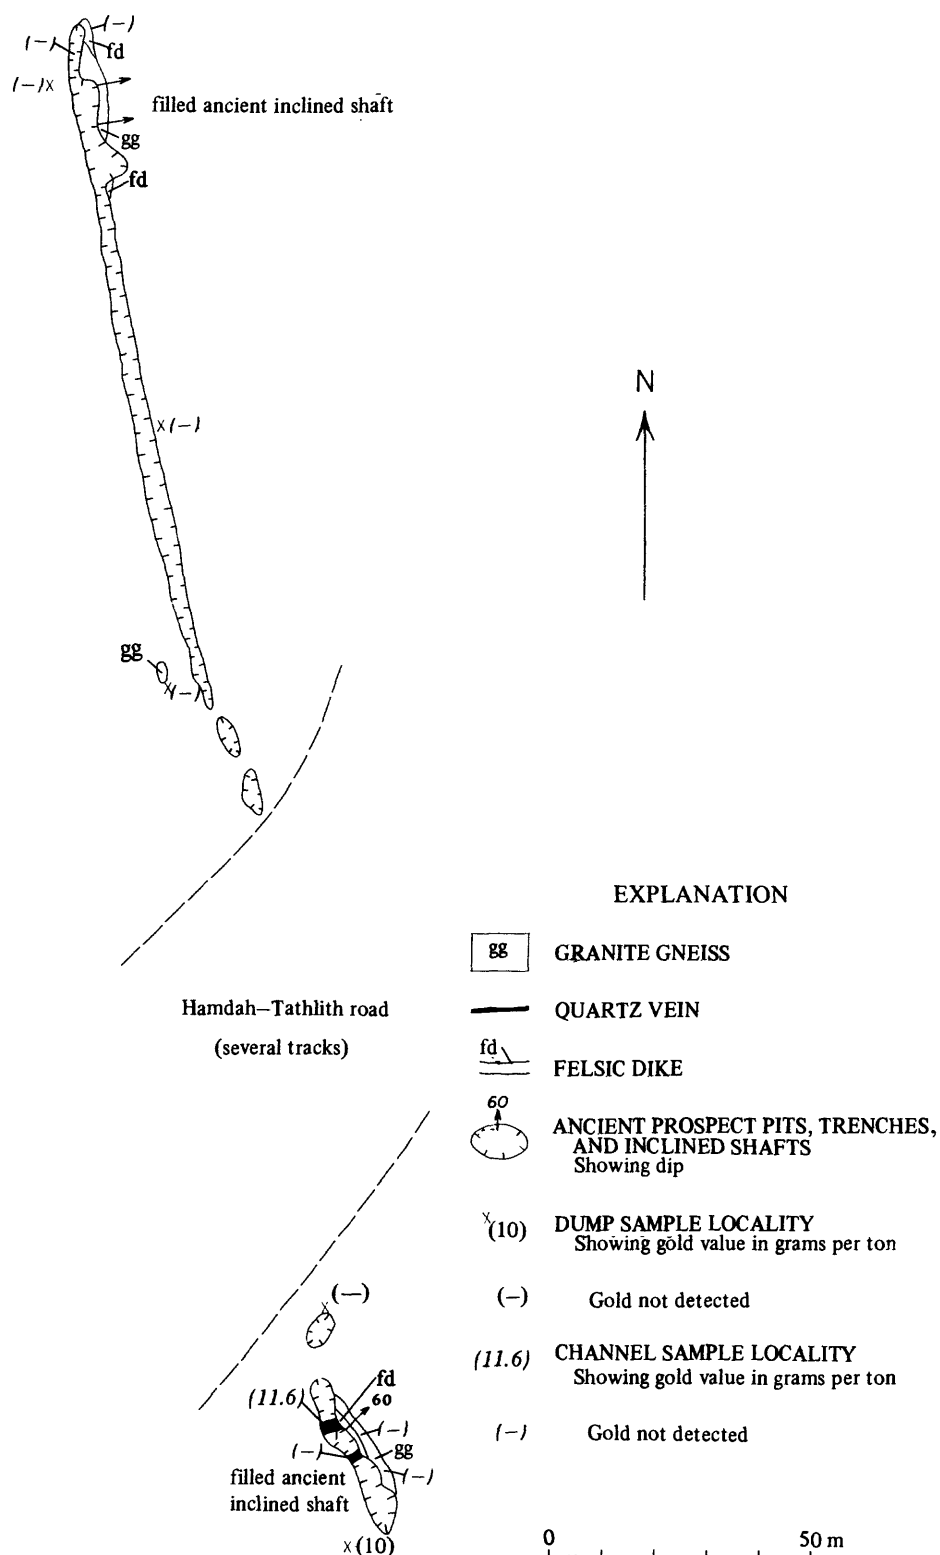 (-)
(-)
fd
(-)x
filled ancient inclined shaft
gg
fd
N
x(-)
gg
x(-)
EXPLANATION
gg GRANITE GNEISS
QUARTZ VEIN
Hamdah–Tathlith road
(several tracks)
fd
FELSIC DIKE
60
ANCIENT PROSPECT PITS, TRENCHES,
AND INCLINED SHAFTS
Showing dip
x(10) DUMP SAMPLE LOCALITY
Showing gold value in grams per ton
(—) Gold not detected
x(—)
(11.6) CHANNEL SAMPLE LOCALITY
Showing gold value in grams per ton
fd
(11.6) 60
(-)
(-) Gold not detected
(-) gg
(-)
filled ancient
inclined shaft
x(10)
0 50 m